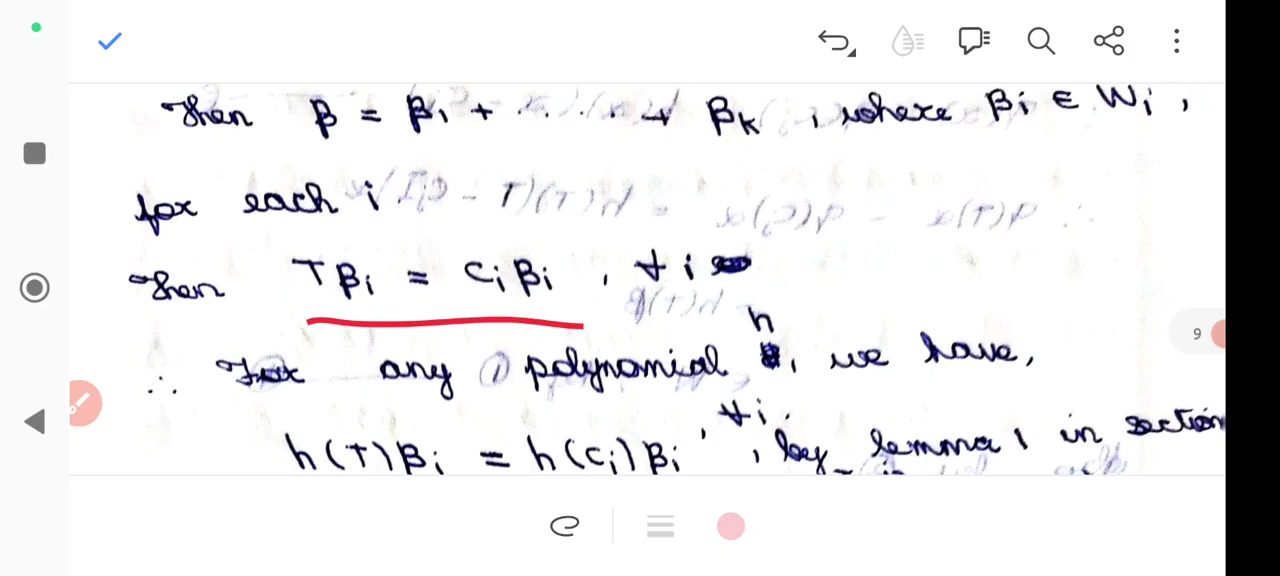 Then β = β₁ + . . . . + βₖ , where βᵢ ∈ Wᵢ ,
for each i
Then Tβᵢ = cᵢβᵢ , ∀ i
∴ For any polynomial h, we have,
h(T)βᵢ = h(cᵢ)βᵢ , ∀i. , by lemma 1 in section
9